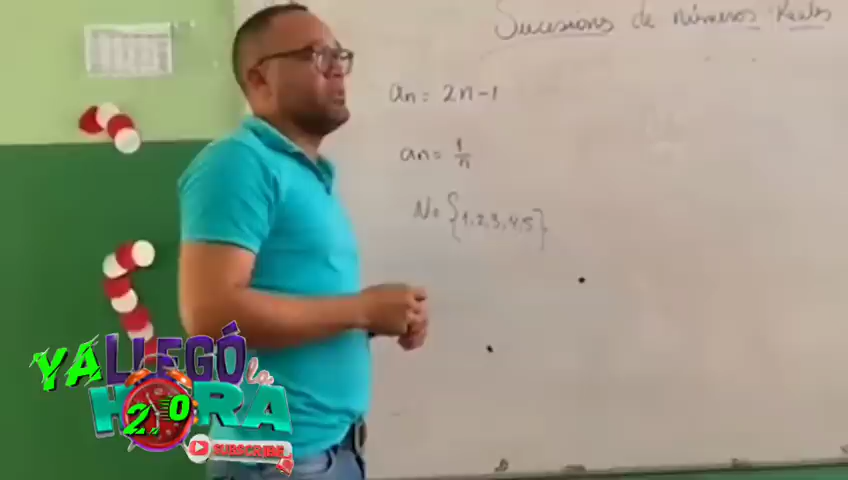 Sucesions de números Reales
an = 2n-1
an = 1/n
N = {1,2,3,4,5}
YA LLEGÓ la
HORA
2.0
SUBSCRIBE